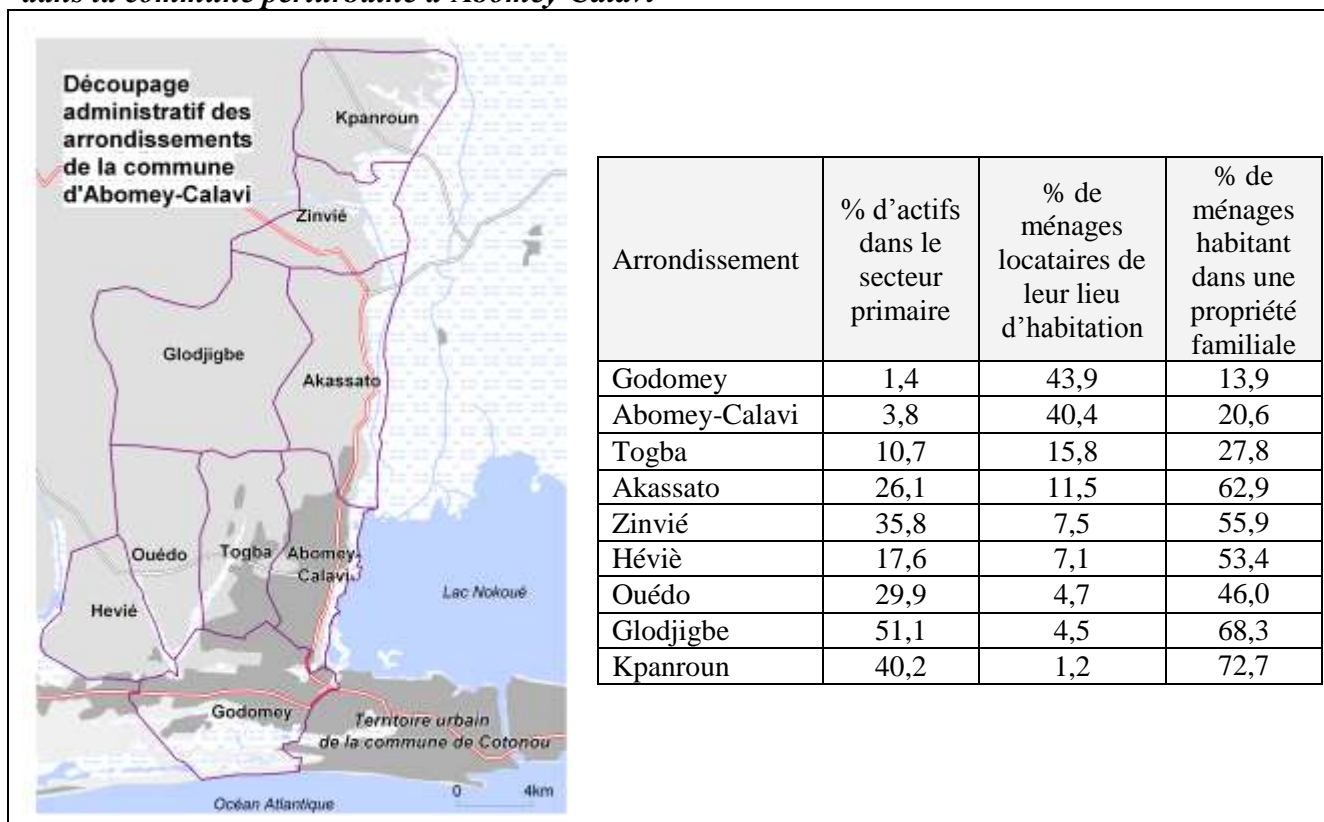 dans la commune périurbaine d'Abomey-Calavi
Découpage
administratif des
arrondissements
de la commune
d'Abomey-Calavi
Kpanroun
Zinvié
Glodjigbe
Akassato
Ouédo
Togba
Abomey-
Calavi
Hevié
Lac Nokoué
Godomey
Territoire urbain
de la commune de Cotonou
Océan Atlantique
0 4km
Arrondissement
% d'actifs
dans le
secteur
primaire
% de
ménages
locataires de
leur lieu
d'habitation
% de
ménages
habitant
dans une
propriété
familiale
Godomey 1,4 43,9 13,9
Abomey-Calavi 3,8 40,4 20,6
Togba 10,7 15,8 27,8
Akassato 26,1 11,5 62,9
Zinvié 35,8 7,5 55,9
Héviè 17,6 7,1 53,4
Ouédo 29,9 4,7 46,0
Glodjigbe 51,1 4,5 68,3
Kpanroun 40,2 1,2 72,7